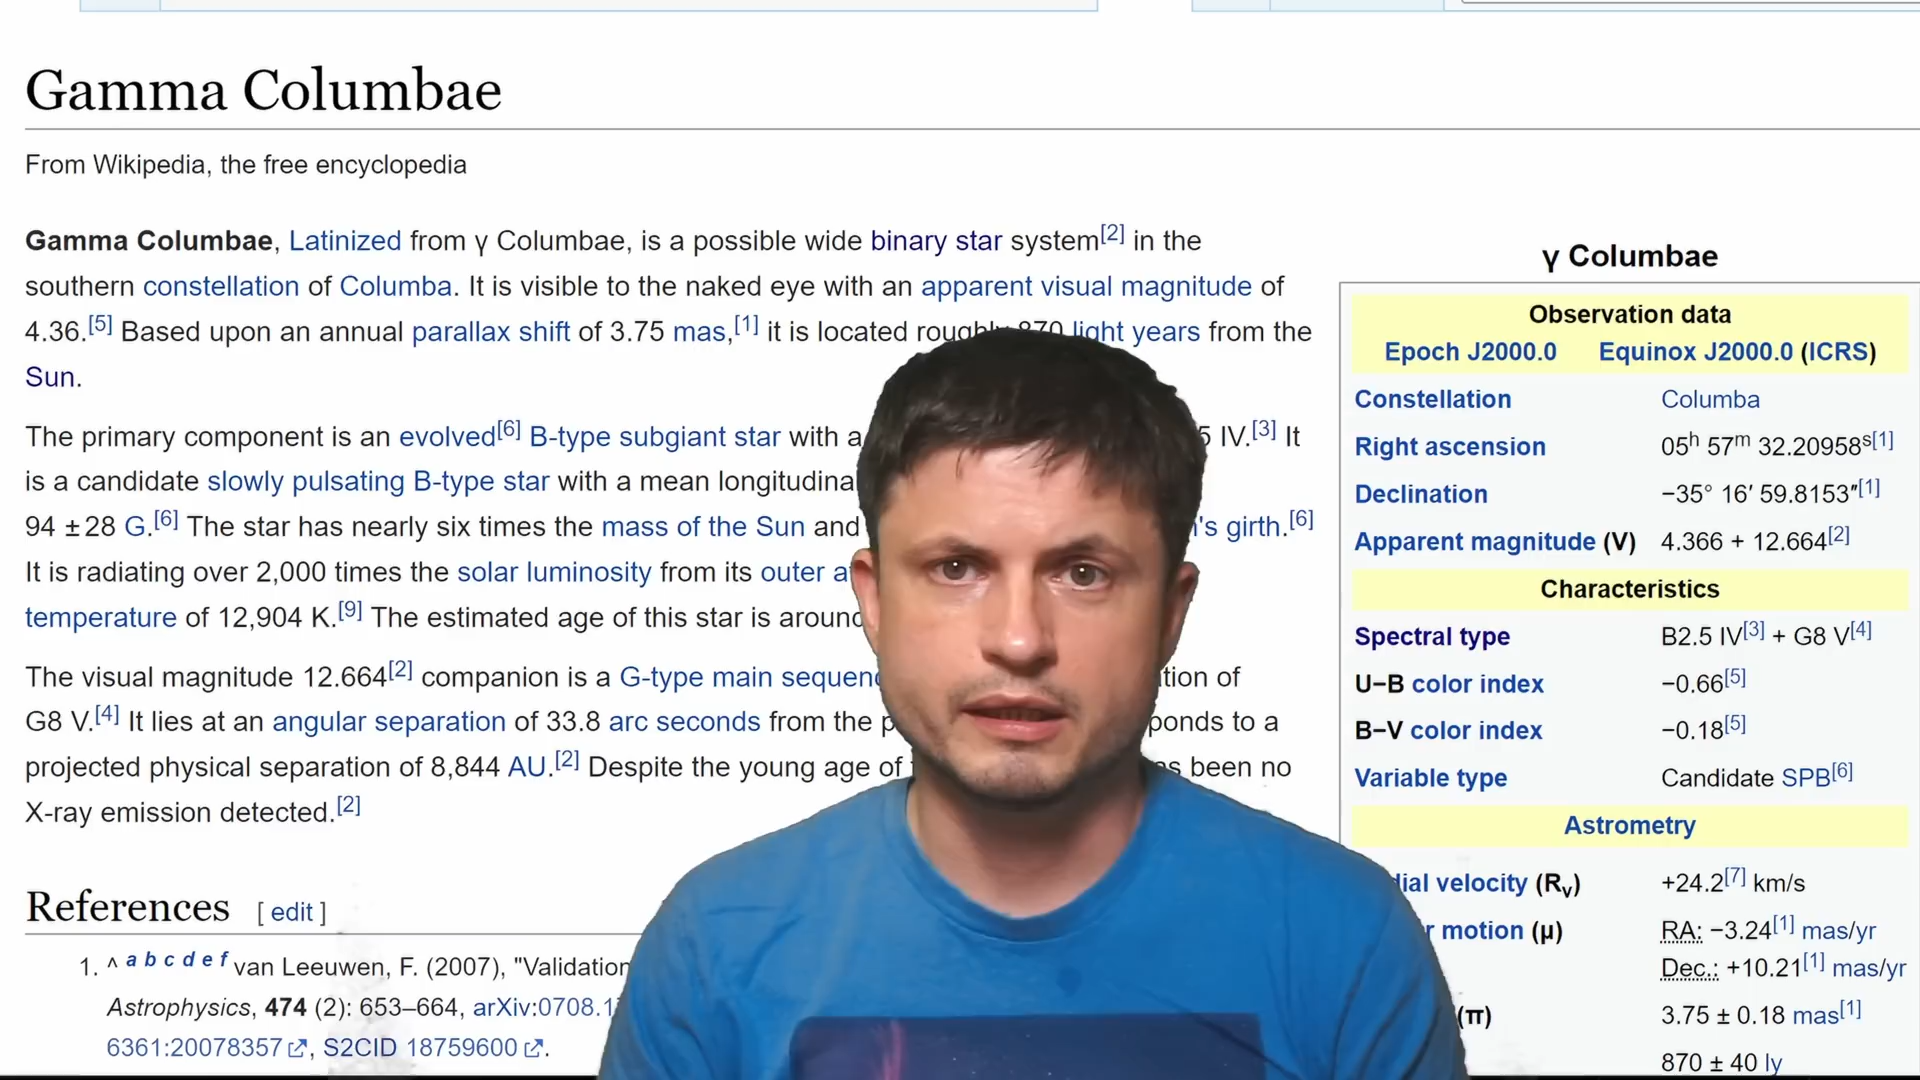 Gamma Columbae
From Wikipedia, the free encyclopedia
Gamma Columbae, Latinized from γ Columbae, is a possible wide binary star system[2] in the
southern constellation of Columba. It is visible to the naked eye with an apparent visual magnitude of
4.36.[5] Based upon an annual parallax shift of 3.75 mas,[1] it is located roughly 870 light years from the
Sun.
The primary component is an evolved[6] B-type subgiant star with a 5 IV.[3] It
is a candidate slowly pulsating B-type star with a mean longitudina
94 ±28 G.[6] The star has nearly six times the mass of the Sun and 's girth.[6]
It is radiating over 2,000 times the solar luminosity from its outer a
temperature of 12,904 K.[9] The estimated age of this star is around
The visual magnitude 12.664[2] companion is a G-type main sequenc tion of
G8 V.[4] It lies at an angular separation of 33.8 arc seconds from the p ponds to a
projected physical separation of 8,844 AU.[2] Despite the young age of as been no
X-ray emission detected.[2]
References [ edit ]
1. ^ a b c d e f van Leeuwen, F. (2007), "Validation
Astrophysics, 474 (2): 653–664, arXiv:0708.1
6361:20078357, S2CID 18759600.
γ Columbae
Observation data
Epoch J2000.0 Equinox J2000.0 (ICRS)
Constellation Columba
Right ascension 05h 57m 32.20958s[1]
Declination −35° 16′ 59.8153″[1]
Apparent magnitude (V) 4.366 + 12.664[2]
Characteristics
Spectral type B2.5 IV[3] + G8 V[4]
U−B color index −0.66[5]
B−V color index −0.18[5]
Variable type Candidate SPB[6]
Astrometry
dial velocity (Rv) +24.2[7] km/s
r motion (μ) RA: −3.24[1] mas/yr
Dec.: +10.21[1] mas/yr
(π) 3.75 ± 0.18 mas[1]
870 ± 40 ly